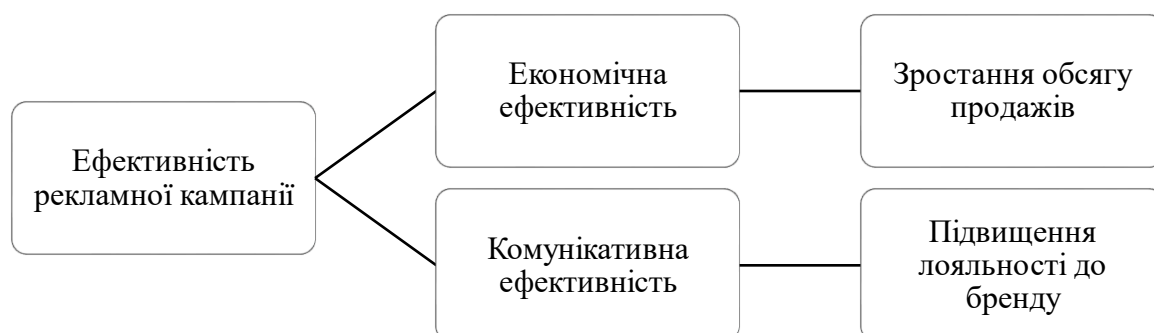 Ефективність
рекламної кампанії
Економічна
ефективність
Зростання обсягу
продажів
Комунікативна
ефективність
Підвищення
лояльності до
бренду